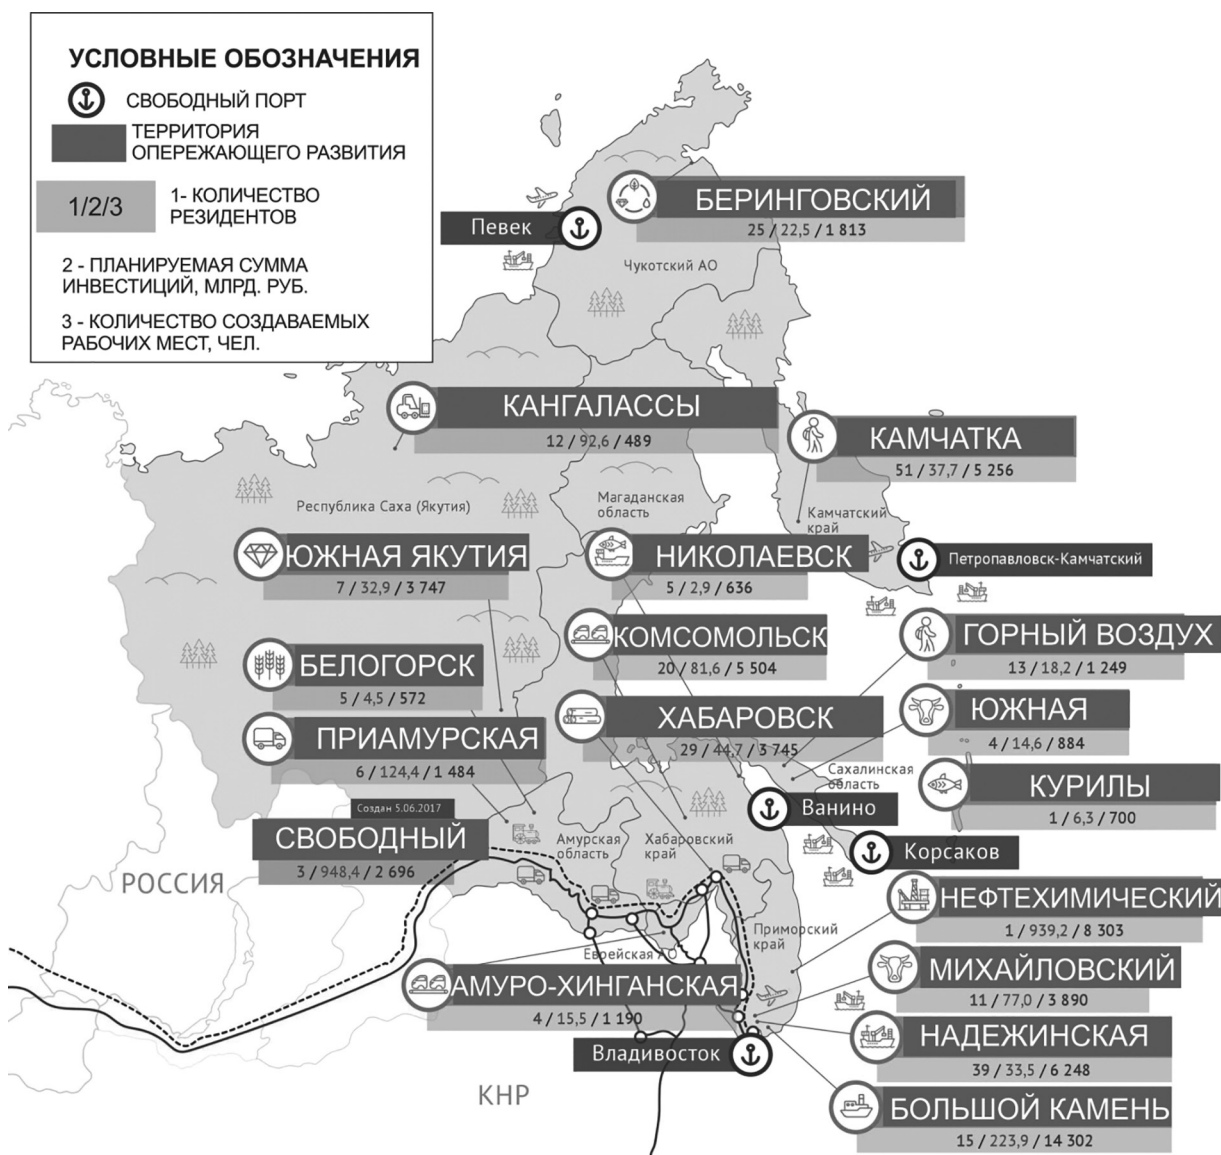 УСЛОВНЫЕ ОБОЗНАЧЕНИЯ
СВОБОДНЫЙ ПОРТ
ТЕРРИТОРИЯ
ОПЕРЕЖАЮЩЕГО РАЗВИТИЯ
1/2/3
1- КОЛИЧЕСТВО
РЕЗИДЕНТОВ
2 - ПЛАНИРУЕМАЯ СУММА
ИНВЕСТИЦИЙ, МЛРД. РУБ.
3 - КОЛИЧЕСТВО СОЗДАВАЕМЫХ
РАБОЧИХ МЕСТ, ЧЕЛ.
БЕРИНГОВСКИЙ
25 / 22,5 / 1 813
Певек
Чукотский АО
КАНГАЛАССЫ
12 / 92,6 / 489
КАМЧАТКА
51 / 37,7 / 5 256
Республика Саха (Якутия)
Магаданская
область
Камчатский
край
ЮЖНАЯ ЯКУТИЯ
7 / 32,9 / 3 747
НИКОЛАЕВСК
5 / 2,9 / 636
Петропавловск-Камчатский
КОМСОМОЛЬСК
20 / 81,6 / 5 504
ГОРНЫЙ ВОЗДУХ
13 / 18,2 / 1 249
БЕЛОГОРСК
5 / 4,5 / 572
ХАБАРОВСК
29 / 44,7 / 3 745
ЮЖНАЯ
4 / 14,6 / 884
ПРИАМУРСКАЯ
6 / 124,4 / 1 484
Сахалинская
область
КУРИЛЫ
1 / 6,3 / 700
Создан 5.06.2017
СВОБОДНЫЙ
3 / 948,4 / 2 696
Ванино
Амурская
область
Хабаровский
край
Корсаков
РОССИЯ
НЕФТЕХИМИЧЕСКИЙ
1 / 939,2 / 8 303
Приморский
край
Еврейская АО
АМУРО-ХИНГАНСКАЯ
4 / 15,5 / 1 190
МИХАЙЛОВСКИЙ
11 / 77,0 / 3 890
Владивосток
НАДЕЖИНСКАЯ
39 / 33,5 / 6 248
КНР
БОЛЬШОЙ КАМЕНЬ
15 / 223,9 / 14 302